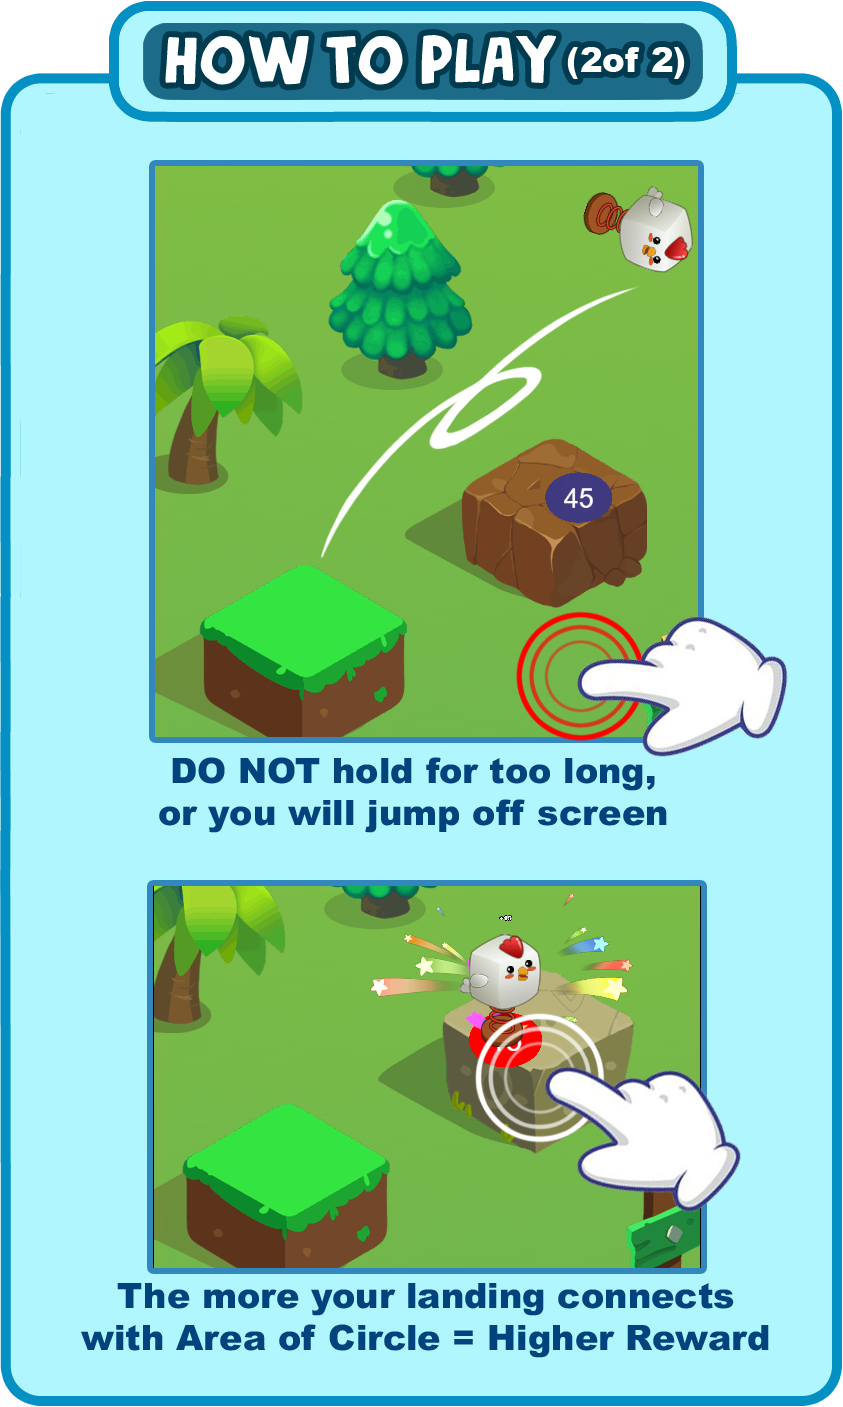 HOW TO PLAY (2of 2)
45
DO NOT hold for too long,
or you will jump off screen
The more your landing connects
with Area of Circle = Higher Reward